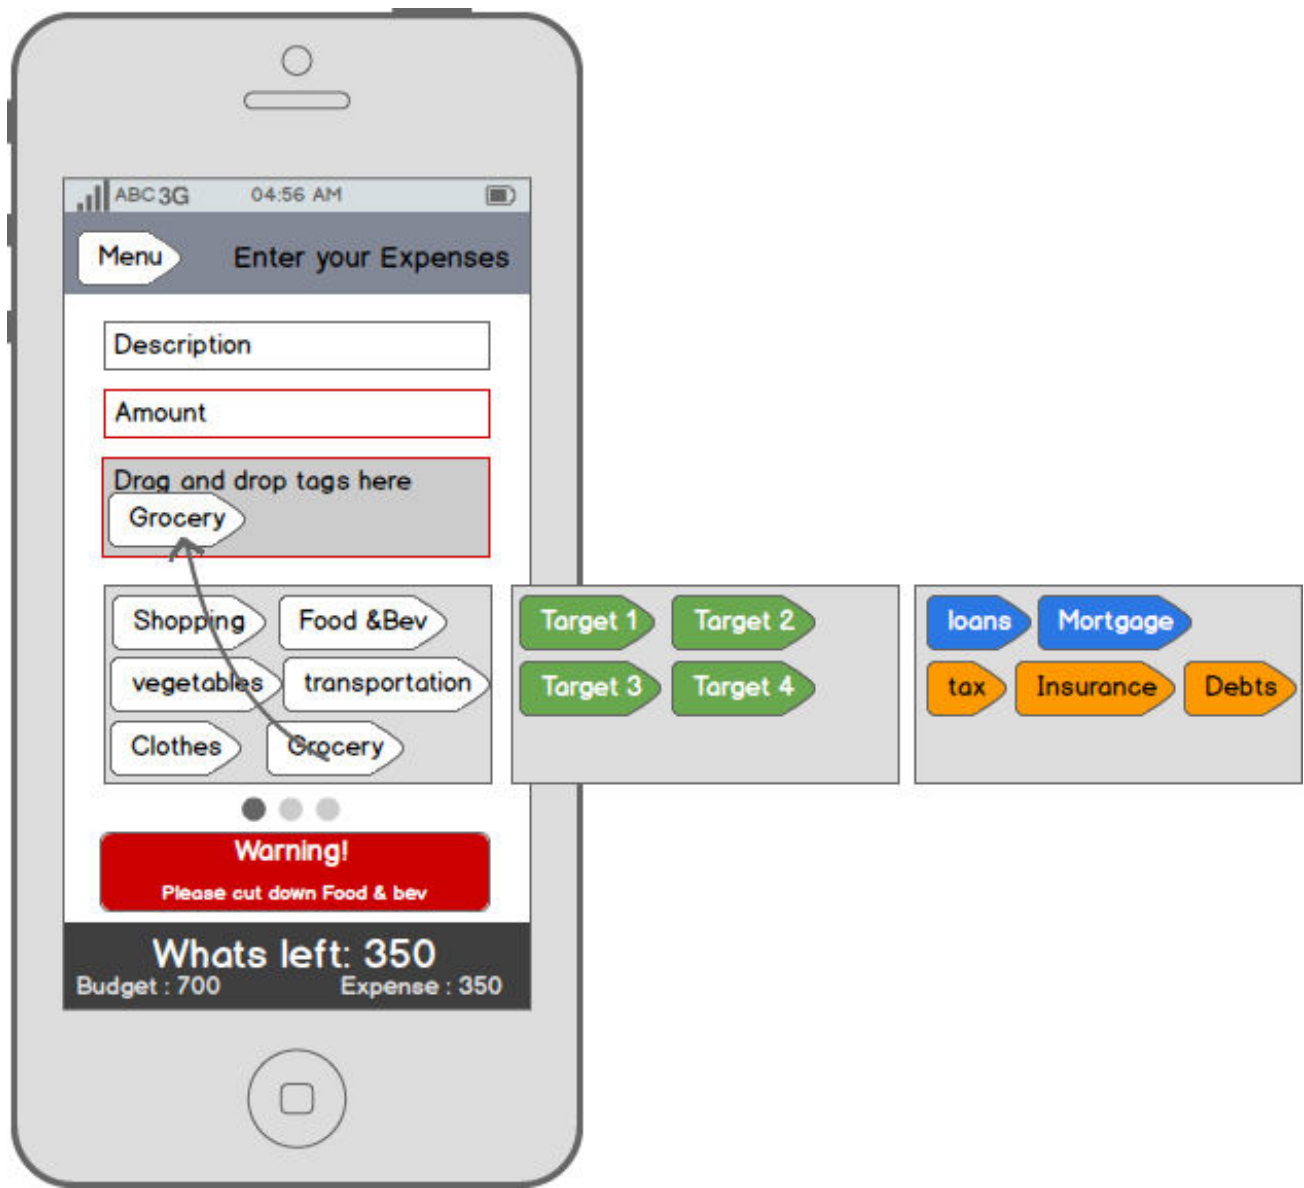 ABC 3G 04:56 AM
Menu Enter your Expenses
Description
Amount
Drag and drop tags here
Grocery
Shopping Food &Bev
vegetables transportation
Clothes Grocery
Target 1 Target 2
Target 3 Target 4
loans Mortgage
tax Insurance Debts
Warning!
Please cut down Food & bev
Whats left: 350
Budget : 700 Expense : 350